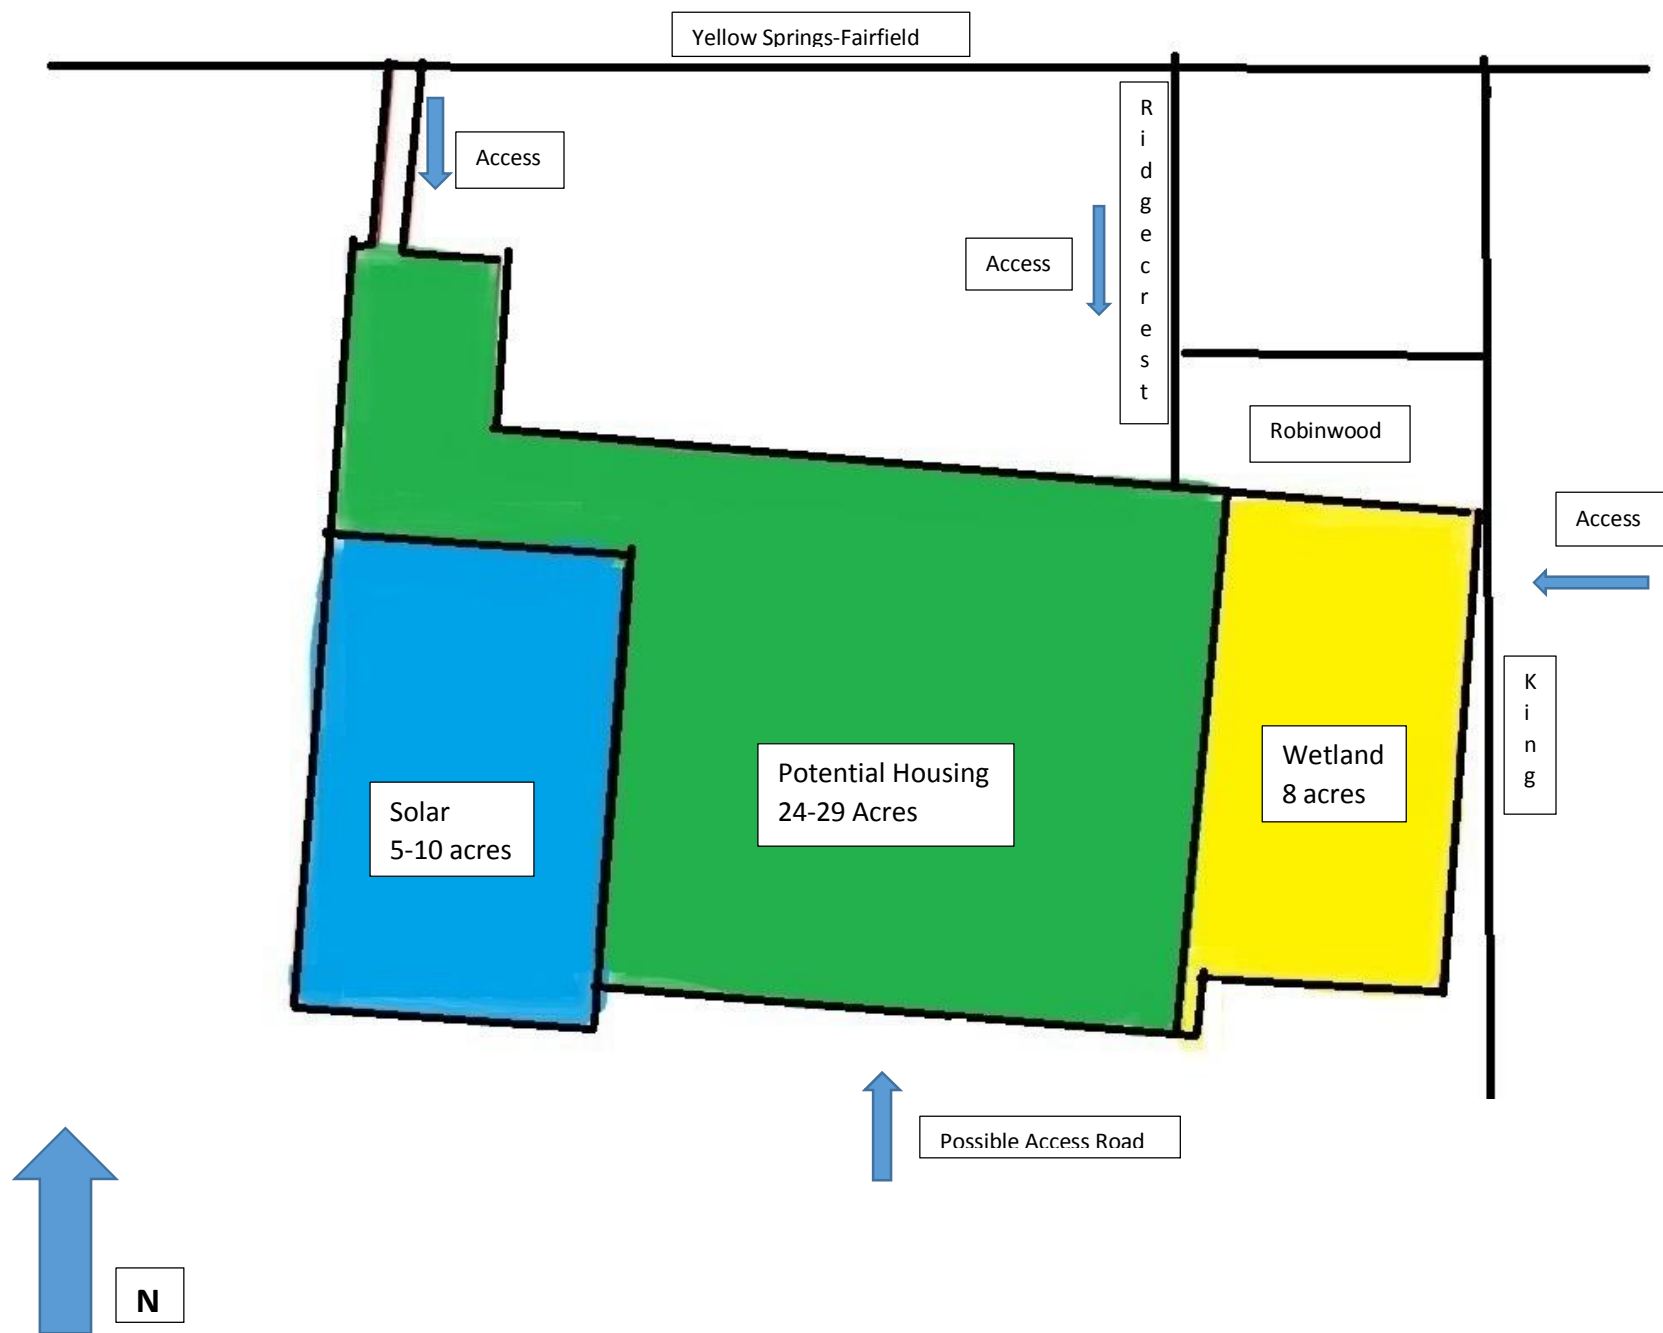 Yellow Springs-Fairfield
Access
Ridgecrest
Access
Robinwood
Access
King
Wetland
8 acres
Potential Housing
24-29 Acres
Solar
5-10 acres
Possible Access Road
N